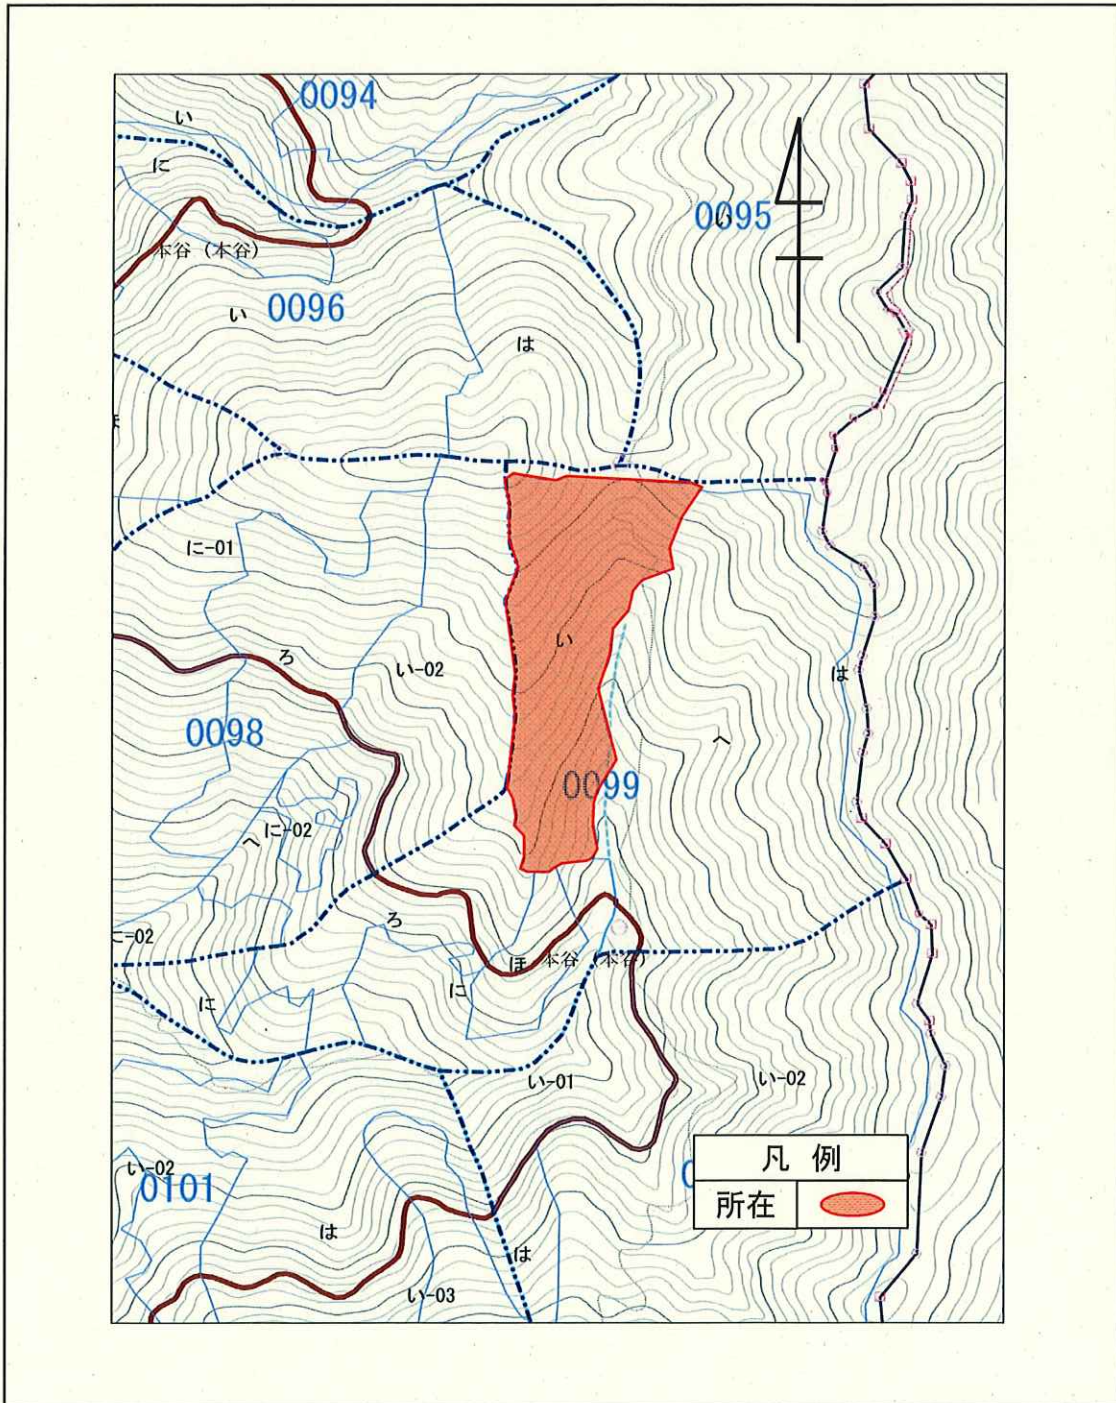 0094
い
に
0095
い
本谷（本谷）
0096
い
は
に-01
い
ろ
い-02
は
0098
へ
0099
に-02
へ
ろ
に-02
ほ
本谷（本谷）
に
に
い-01
い-02
凡 例
い-02
0101
所在
は
は
い-03